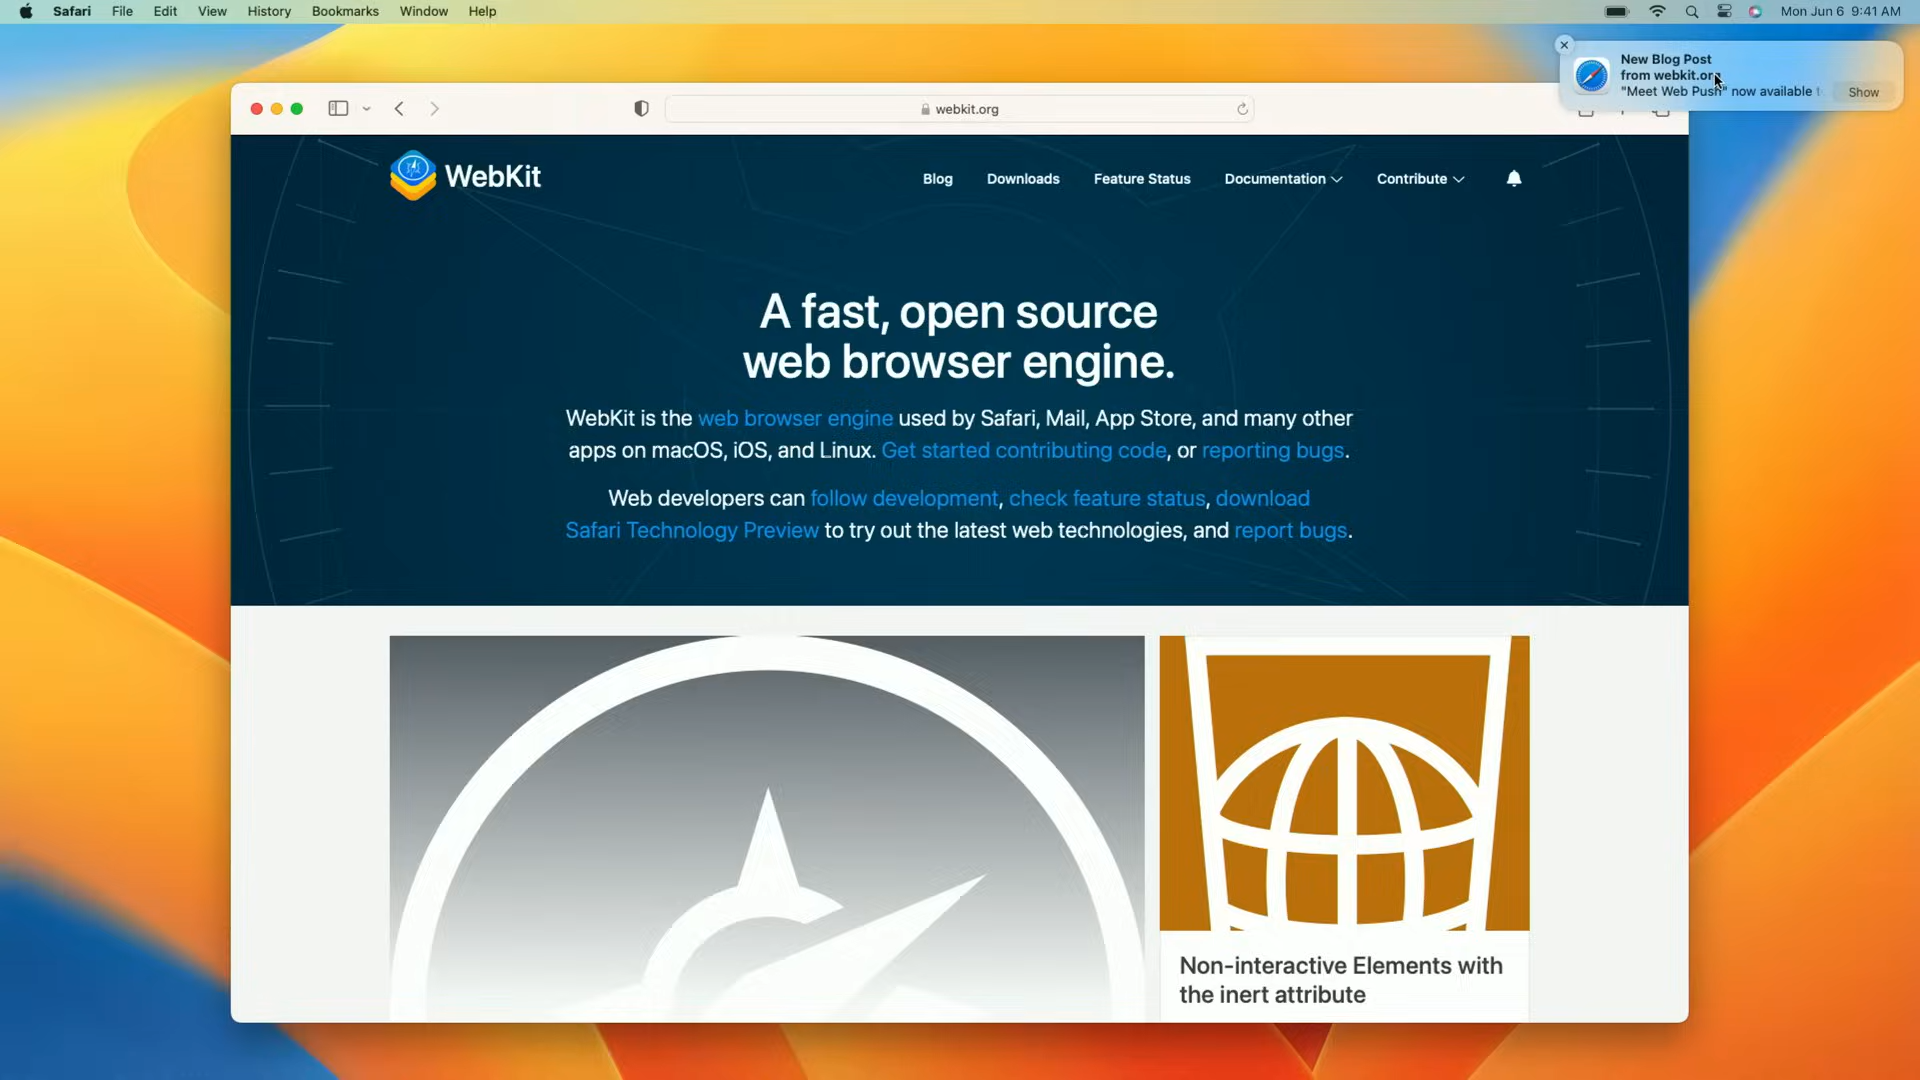 Safari File Edit View History Bookmarks Window Help Mon Jun 6 9:41 AM
New Blog Post
from webkit.org
"Meet Web Push" now available
Show
webkit.org
WebKit
Blog Downloads Feature Status Documentation Contribute
A fast, open source
web browser engine.
WebKit is the web browser engine used by Safari, Mail, App Store, and many other
apps on macOS, iOS, and Linux. Get started contributing code, or reporting bugs.
Web developers can follow development, check feature status, download
Safari Technology Preview to try out the latest web technologies, and report bugs.
Non-interactive Elements with
the inert attribute